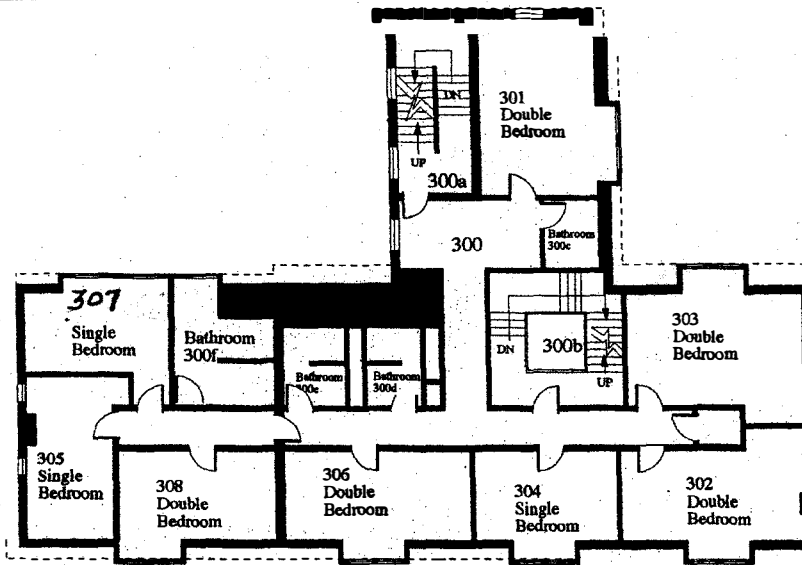 DN
301
Double
Bedroom
UP
300a
Bathroom
300c
300
307
Single
Bedroom
Bathroom
300f
303
Double
Bedroom
DN
300b
UP
Bathroom
300e
Bathroom
300d
305
Single
Bedroom
308
Double
Bedroom
306
Double
Bedroom
304
Single
Bedroom
302
Double
Bedroom